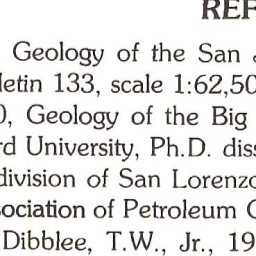 REF
Geology of the San
letin 133, scale 1:62,50
0, Geology of the Big
rd University, Ph.D. diss
division of San Lorenzo
sociation of Petroleum G
Dibblee, T.W., Jr., 19